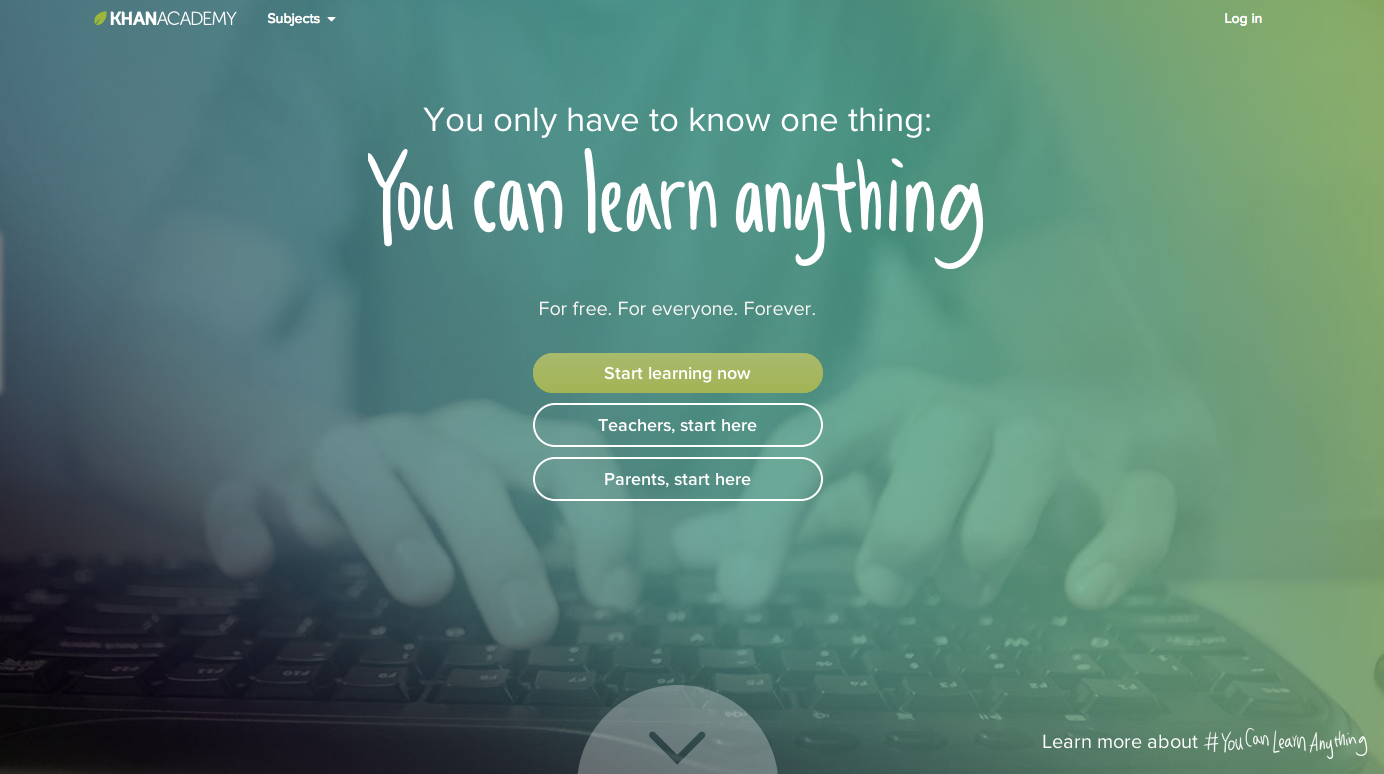 KHANACADEMY
Subjects
Log in
You only have to know one thing:
You can learn anything
For free. For everyone. Forever.
Start learning now
Teachers, start here
Parents, start here
Learn more about #YouCanLearnAnything